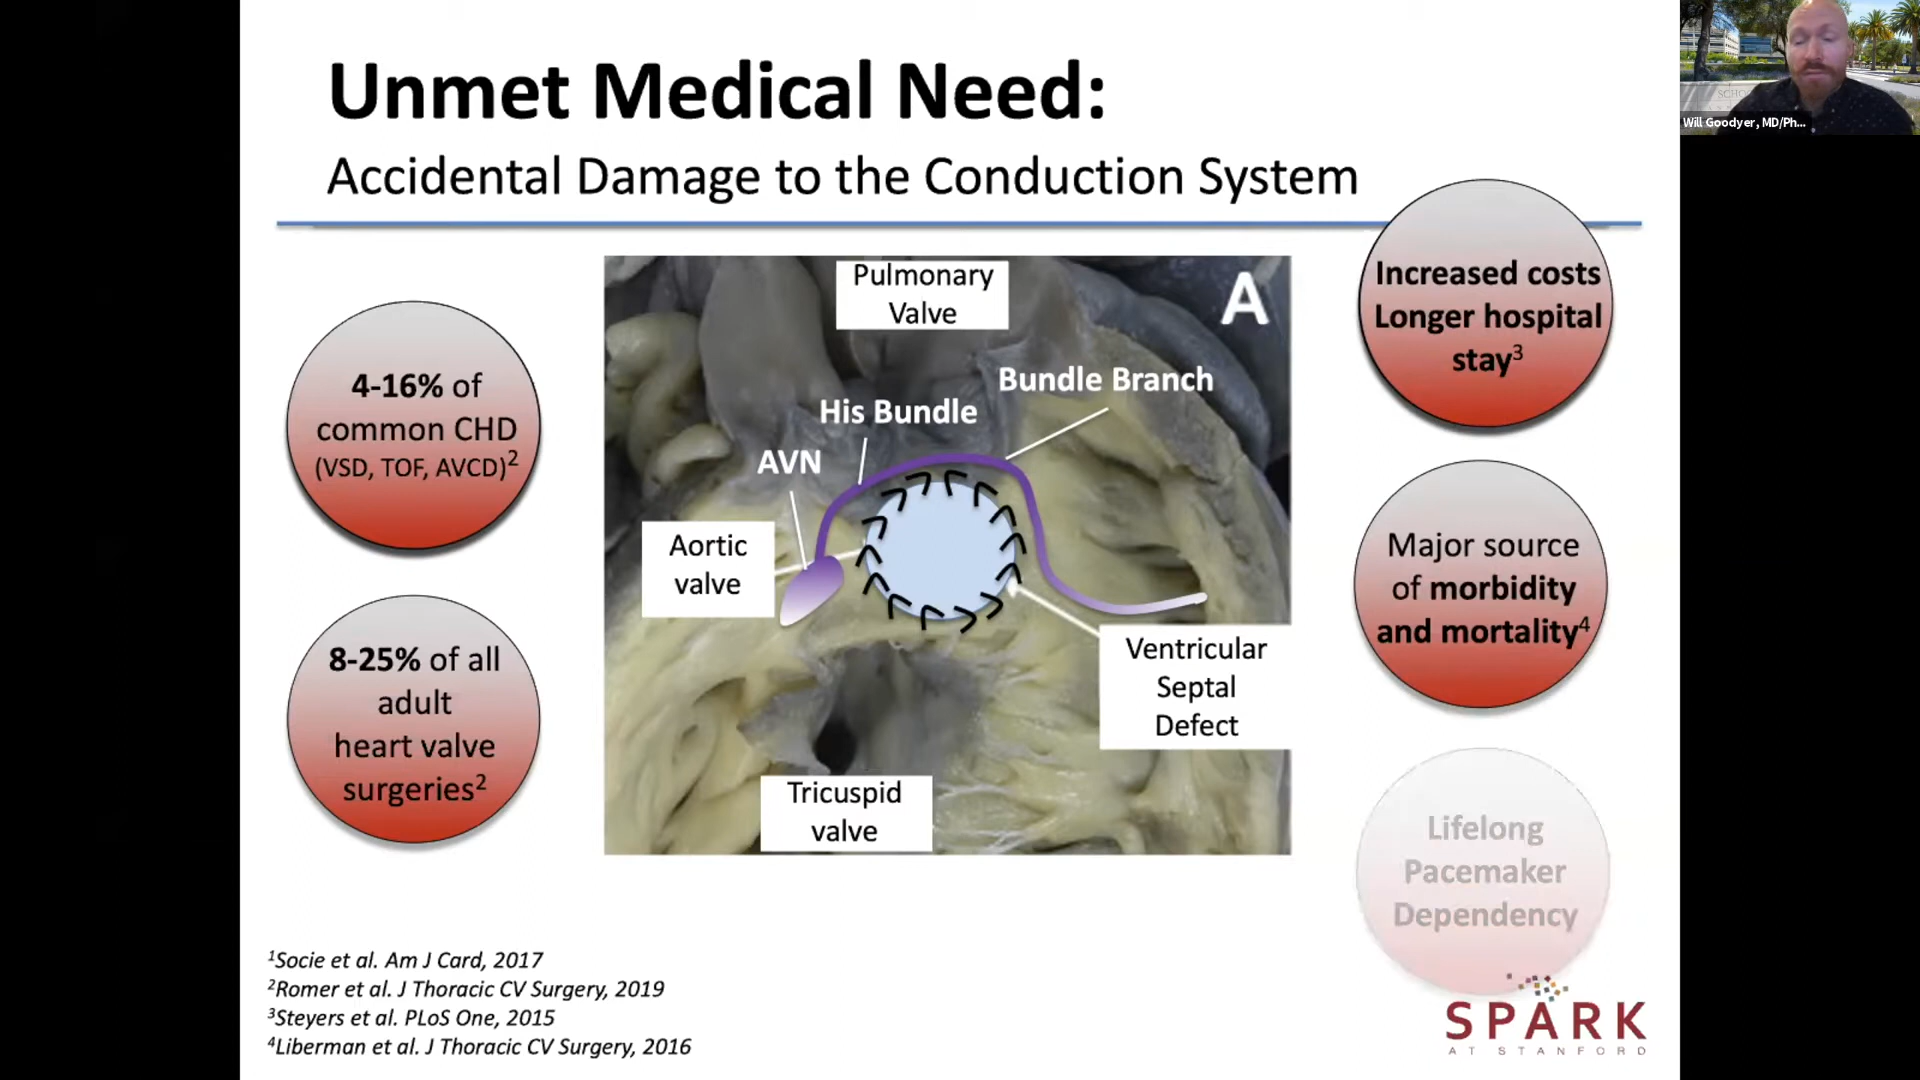 Unmet Medical Need:
Accidental Damage to the Conduction System
4-16% of
common CHD
(VSD, TOF, AVCD)2
8-25% of all
adult
heart valve
surgeries2
Pulmonary
Valve
A
Bundle Branch
His Bundle
AVN
Aortic
valve
Ventricular
Septal
Defect
Tricuspid
valve
Increased costs
Longer hospital
stay3
Major source
of morbidity
and mortality4
Lifelong
Pacemaker
Dependency
1Socie et al. Am J Card, 2017
2Romer et al. J Thoracic CV Surgery, 2019
3Steyers et al. PLoS One, 2015
4Liberman et al. J Thoracic CV Surgery, 2016
SPARK
AT STANFORD
Will Goodyer, MD/Ph...